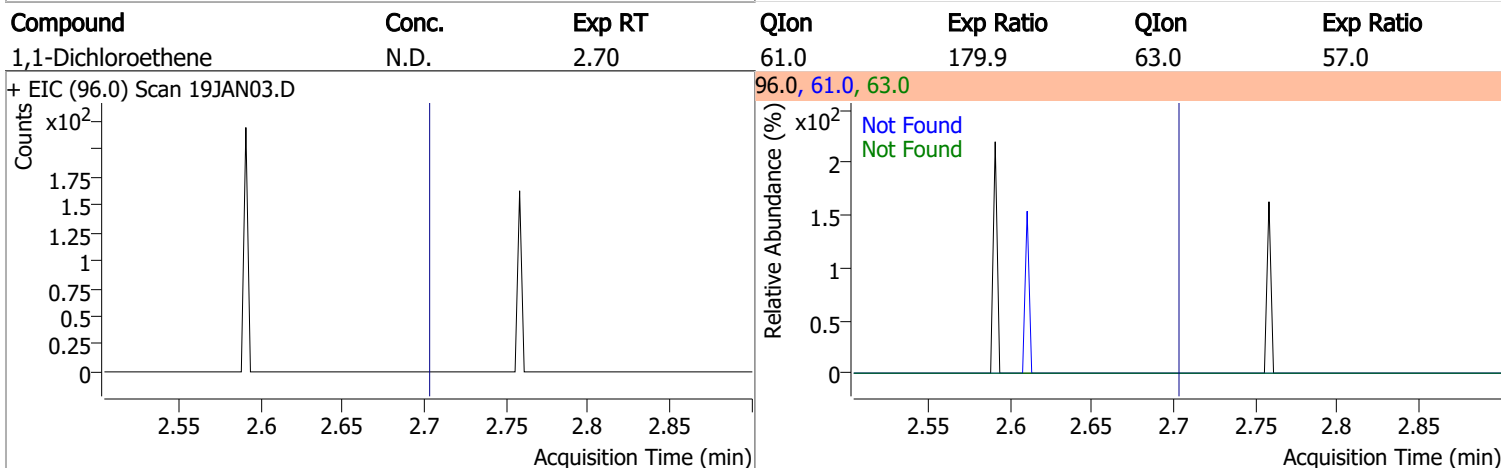 Compound Conc. Exp RT QIon Exp Ratio QIon Exp Ratio
1,1-Dichloroethene N.D. 2.70 61.0 179.9 63.0 57.0
+ EIC (96.0) Scan 19JAN03.D
Counts
x10²
1.75
1.5
1.25
1
0.75
0.5
0.25
0
2.55 2.6 2.65 2.7 2.75 2.8 2.85
Acquisition Time (min)
96.0, 61.0, 63.0
Relative Abundance (%)
x10²
Not Found
Not Found
2
1.5
1
0.5
0
2.55 2.6 2.65 2.7 2.75 2.8 2.85
Acquisition Time (min)